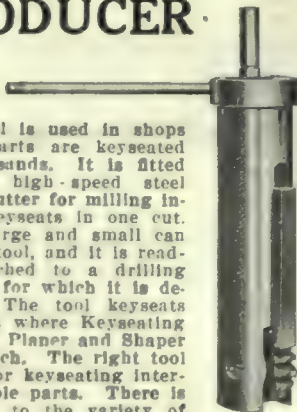 ODUCER
l is used in shops
arts are keyseated
sands. It is fitted
high-speed steel
utter for milling in-
eyseats in one cut.
arge and small can
tool, and it is read-
hed to a drilling
for which it is de-
The tool keyseats
where Keyseating
Planer and Shaper
ch. The right tool
or keyseating inter-
le parts. There is
to the variety of